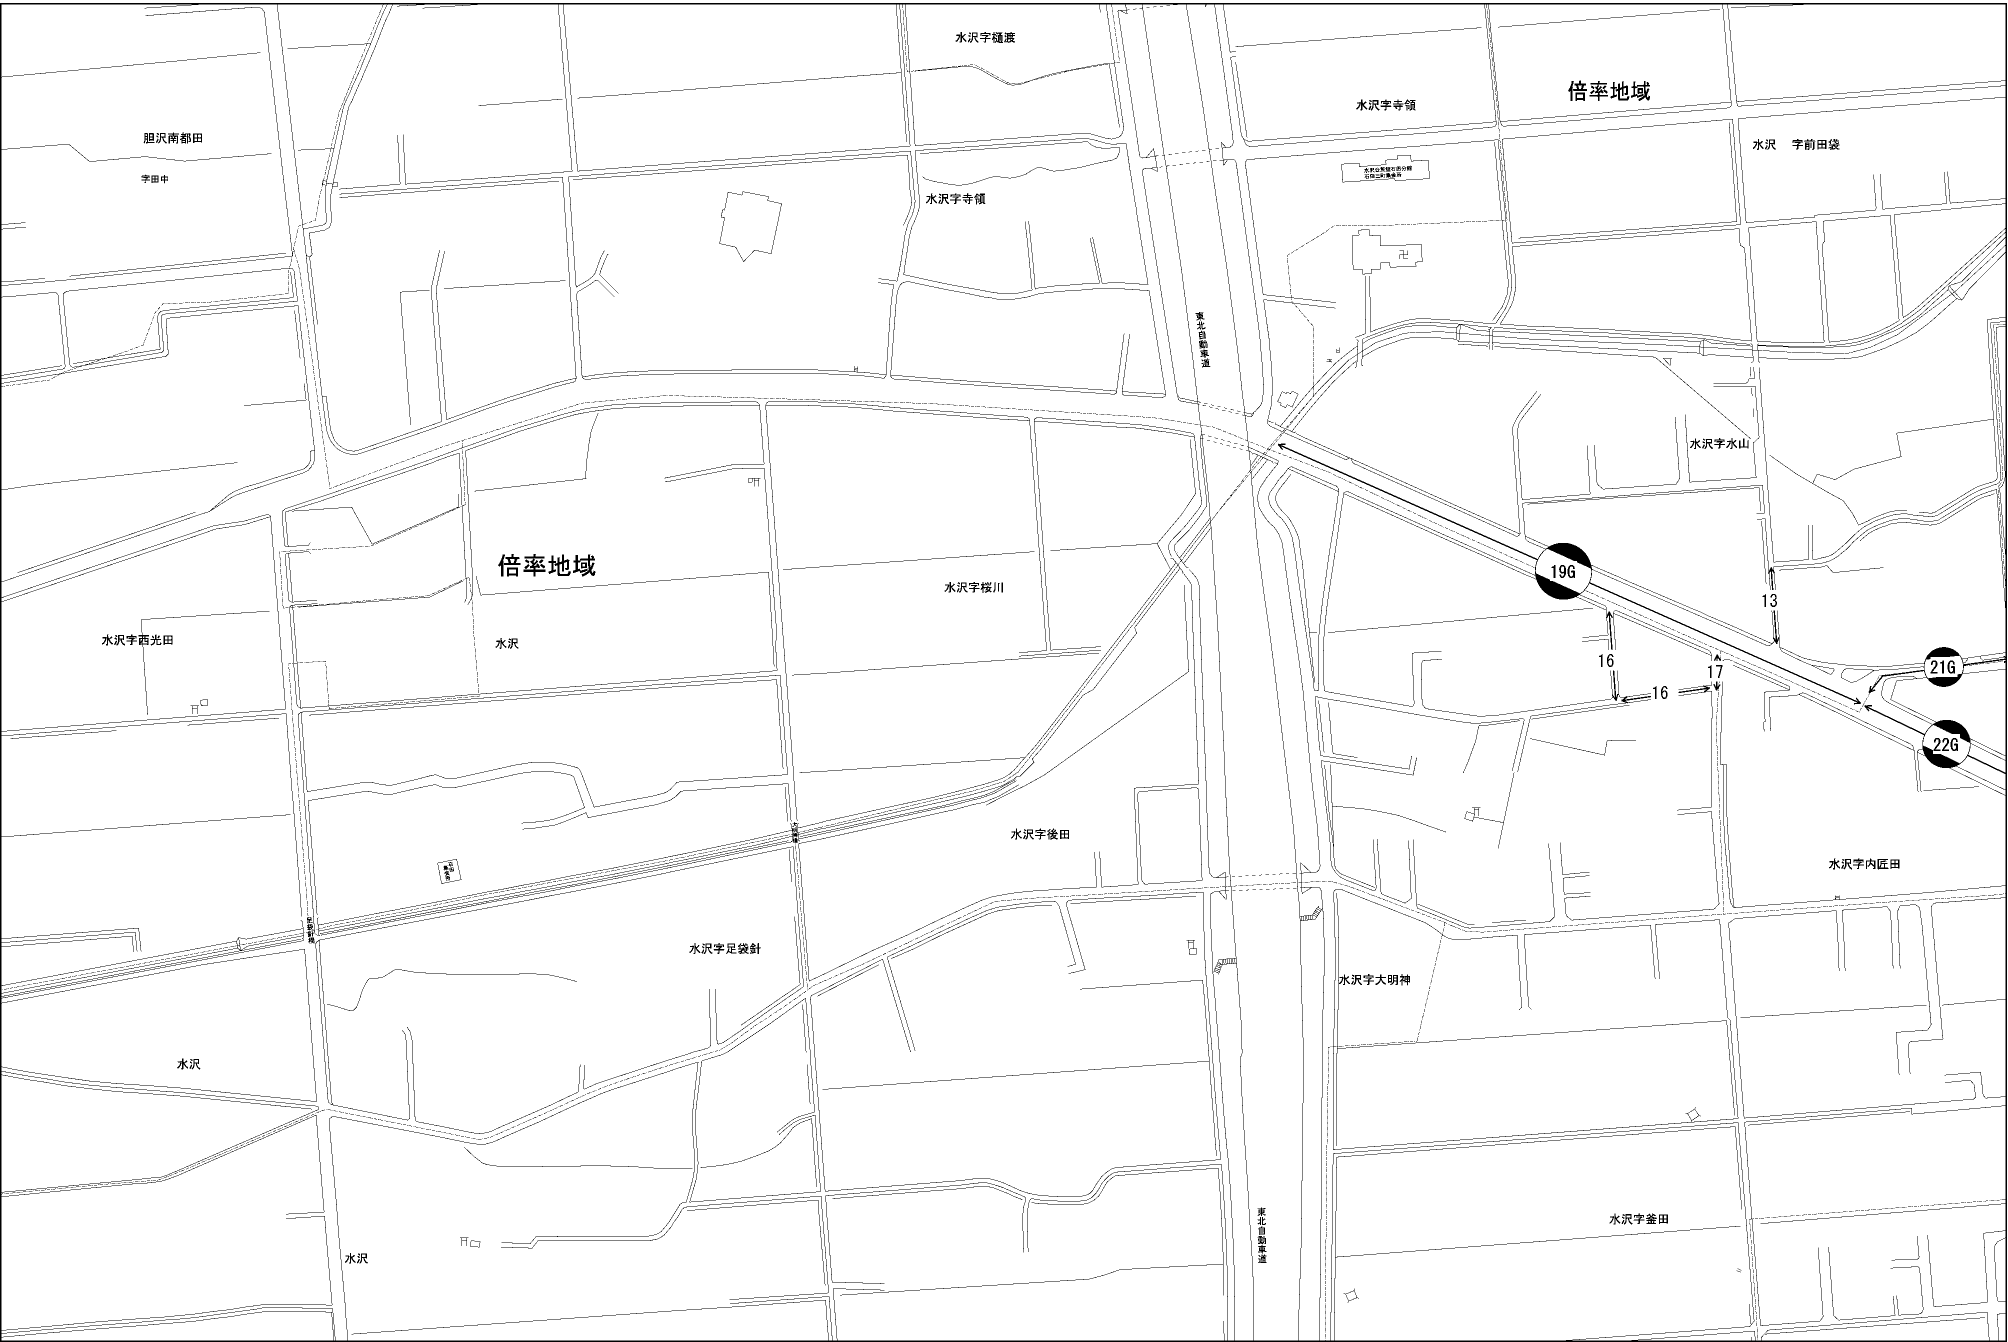 水沢字樋渡
倍率地域
水沢字寺領
胆沢南都田
水沢　字前田袋
字田中
水沢字寺領
卍
東北自動車道
水沢字水山
倍率地域
19G
水沢字桜川
13
水沢字西光田
水沢
16
17
21G
16
22G
水沢字後田
水沢字内匠田
水沢字足袋針
水沢字大明神
水沢
水沢字釜田
東北自動車道
水沢